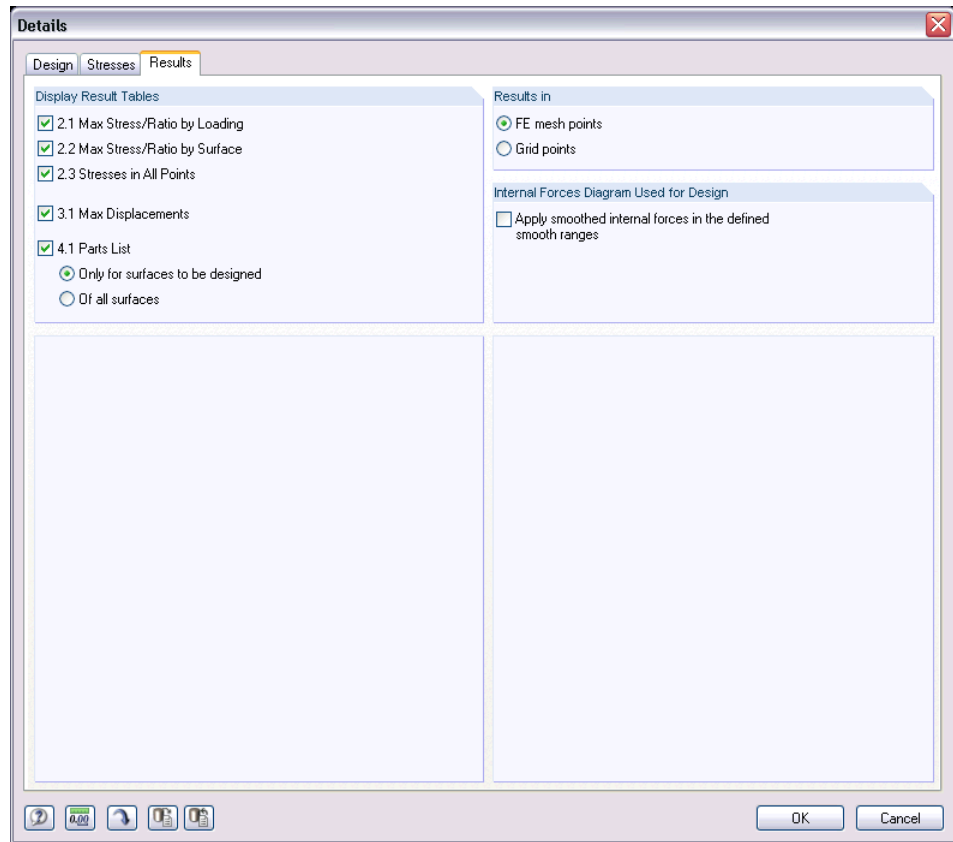 Details
Design Stresses Results
Display Result Tables
2.1 Max Stress/Ratio by Loading
2.2 Max Stress/Ratio by Surface
2.3 Stresses in All Points
3.1 Max Displacements
4.1 Parts List
Only for surfaces to be designed
Of all surfaces
Results in
FE mesh points
Grid points
Internal Forces Diagram Used for Design
Apply smoothed internal forces in the defined
smooth ranges
0.00
OK Cancel